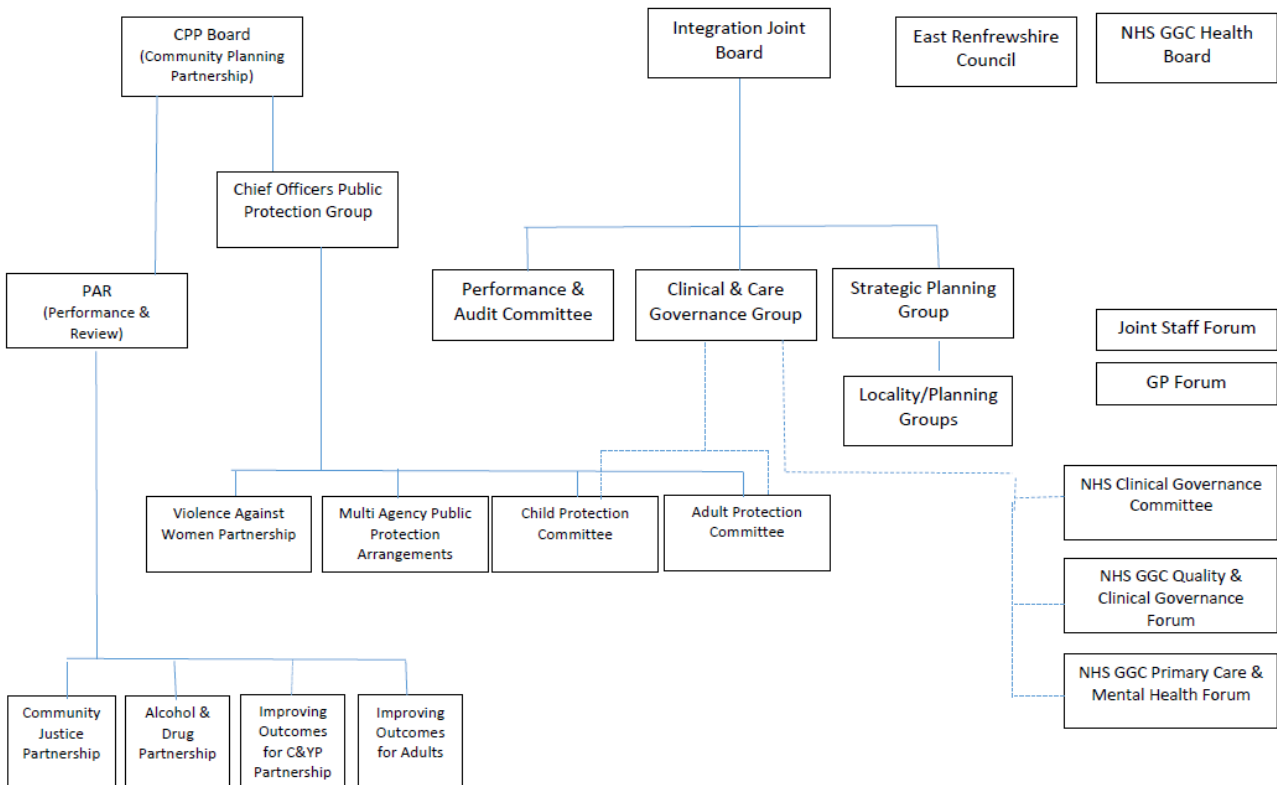 CPP Board
(Community Planning
Partnership)
Integration Joint
Board
East Renfrewshire
Council
NHS GGC Health
Board
Chief Officers Public
Protection Group
PAR
(Performance &
Review)
Performance &
Audit Committee
Clinical & Care
Governance Group
Strategic Planning
Group
Joint Staff Forum
GP Forum
Locality/Planning
Groups
Violence Against
Women Partnership
Multi Agency Public
Protection
Arrangements
Child Protection
Committee
Adult Protection
Committee
NHS Clinical Governance
Committee
NHS GGC Quality &
Clinical Governance
Forum
NHS GGC Primary Care &
Mental Health Forum
Community
Justice
Partnership
Alcohol &
Drug
Partnership
Improving
Outcomes
for C&YP
Partnership
Improving
Outcomes
for Adults